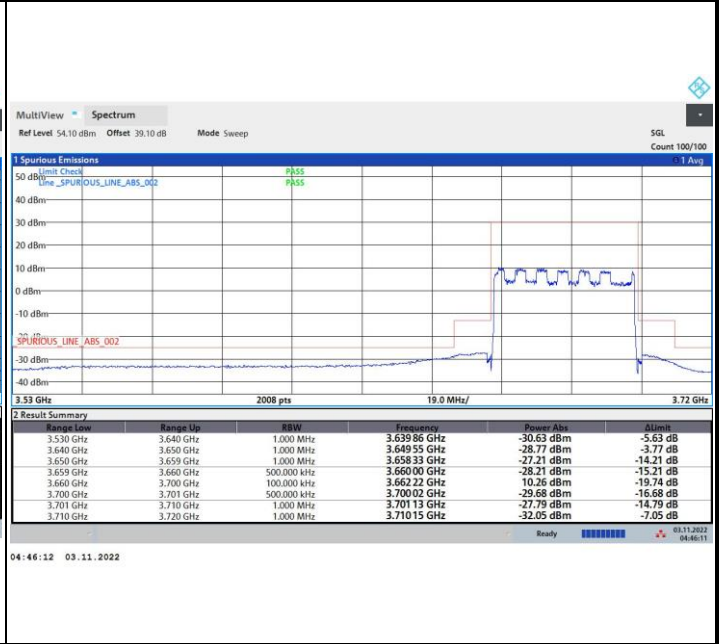 MultiView Spectrum
Ref Level 54.10 dBm Offset 39.10 dB Mode Sweep SGL
Count 100/100
1 Spurious Emissions 1 Avg
50 dBm Limit Check PASS
Line _SPURIOUS_LINE_ABS_002 PASS
40 dBm
30 dBm
20 dBm
10 dBm
0 dBm
-10 dBm
-20 dBm
_SPURIOUS_LINE_ABS_002
-30 dBm
-40 dBm
3.53 GHz 2008 pts 19.0 MHz/ 3.72 GHz
2 Result Summary
Range Low Range Up RBW Frequency Power Abs ΔLimit
3.530 GHz 3.640 GHz 1.000 MHz 3.639 86 GHz -30.63 dBm -5.63 dB
3.640 GHz 3.650 GHz 1.000 MHz 3.649 55 GHz -28.77 dBm -3.77 dB
3.650 GHz 3.659 GHz 1.000 MHz 3.658 33 GHz -27.21 dBm -14.21 dB
3.659 GHz 3.660 GHz 500.000 kHz 3.660 00 GHz -28.21 dBm -15.21 dB
3.660 GHz 3.700 GHz 100.000 kHz 3.662 22 GHz 10.26 dBm -19.74 dB
3.700 GHz 3.701 GHz 500.000 kHz 3.700 02 GHz -29.68 dBm -16.68 dB
3.701 GHz 3.710 GHz 1.000 MHz 3.701 13 GHz -27.79 dBm -14.79 dB
3.710 GHz 3.720 GHz 1.000 MHz 3.710 15 GHz -32.05 dBm -7.05 dB
Ready 03.11.2022
04:46:11
04:46:12 03.11.2022